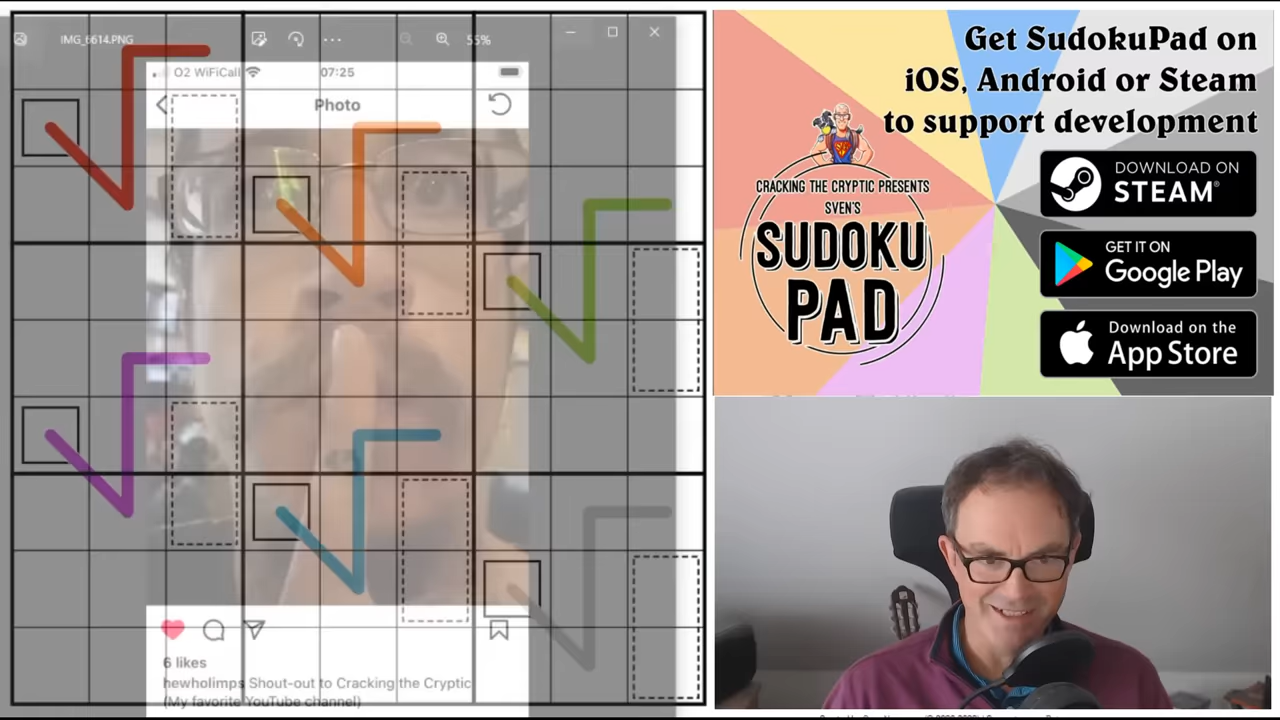 IMG_6614.PNG
55%
O2 WiFiCall
07:25
Photo
6 likes
hewholimps Shout-out to Cracking the Cryptic
(My favorite YouTube channel)
Get SudokuPad on
iOS, Android or Steam
to support development
CRACKING THE CRYPTIC PRESENTS
SVEN'S
SUDOKU
PAD
DOWNLOAD ON
STEAM
GET IT ON
Google Play
Download on the
App Store